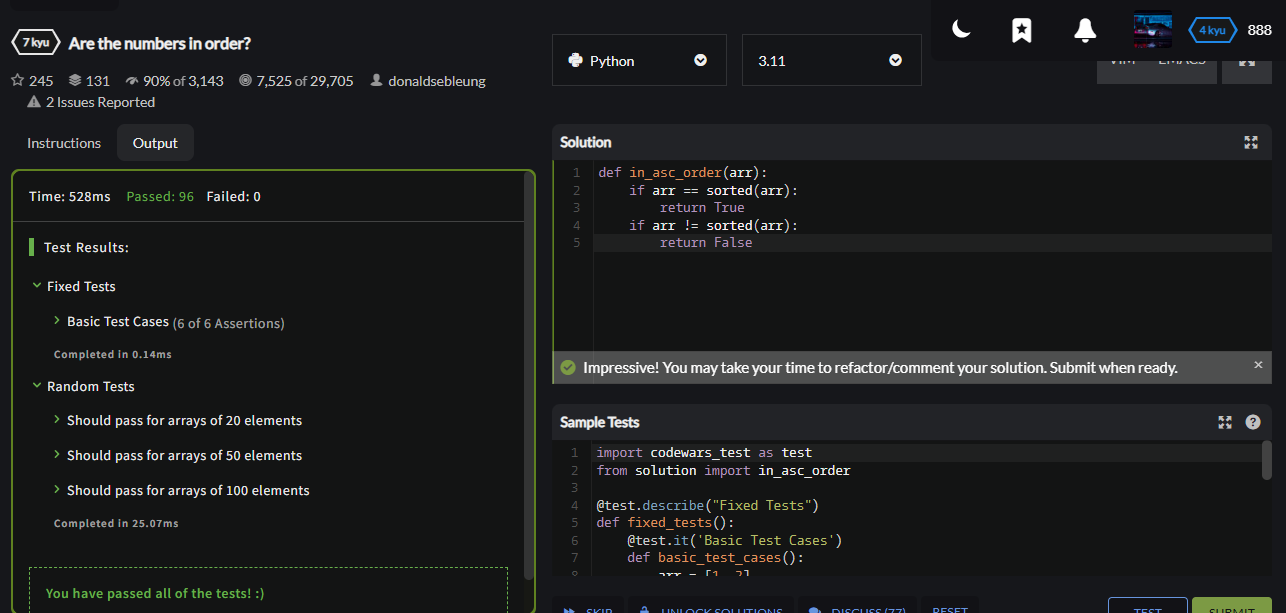 7 kyu Are the numbers in order?
245 131 90% of 3,143 7,525 of 29,705 donaldsebleung
2 Issues Reported
Python 3.11
4 kyu 888
VIM EMACS
Instructions Output
Time: 528ms Passed: 96 Failed: 0
Test Results:
Fixed Tests
Basic Test Cases (6 of 6 Assertions)
Completed in 0.14ms
Random Tests
Should pass for arrays of 20 elements
Should pass for arrays of 50 elements
Should pass for arrays of 100 elements
Completed in 25.07ms
You have passed all of the tests! :)
Solution
1 def in_asc_order(arr):
2     if arr == sorted(arr):
3         return True
4     if arr != sorted(arr):
5         return False
Impressive! You may take your time to refactor/comment your solution. Submit when ready.
Sample Tests
1 import codewars_test as test
2 from solution import in_asc_order
3
4 @test.describe("Fixed Tests")
5 def fixed_tests():
6     @test.it('Basic Test Cases')
7     def basic_test_cases():
8         arr = [1, 2]
SKIP UNLOCK SOLUTIONS DISCUSS (77) RESET TEST SUBMIT